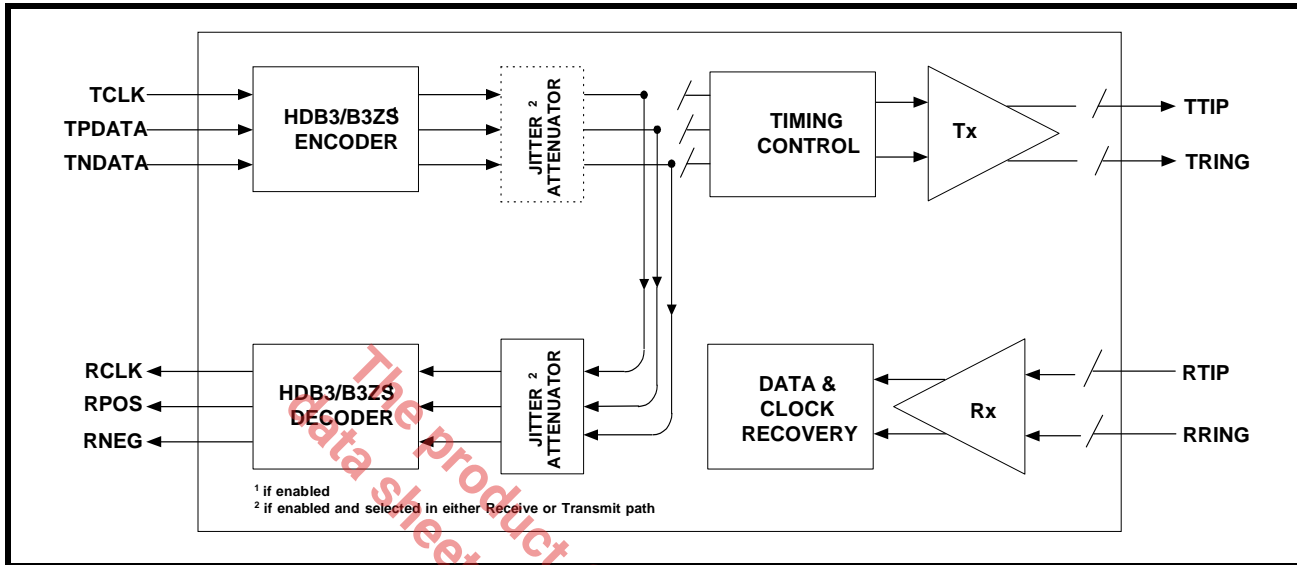 TCLK
TPDATA
TNDATA
HDB3/B3ZS1
ENCODER
JITTER 2
ATTENUATOR
TIMING
CONTROL
Tx
TTIP
TRING
RCLK
RPOS
RNEG
HDB3/B3ZS1
DECODER
JITTER 2
ATTENUATOR
DATA &
CLOCK
RECOVERY
Rx
RTIP
RRING
1 if enabled
2 if enabled and selected in either Receive or Transmit path
The product
data sheet